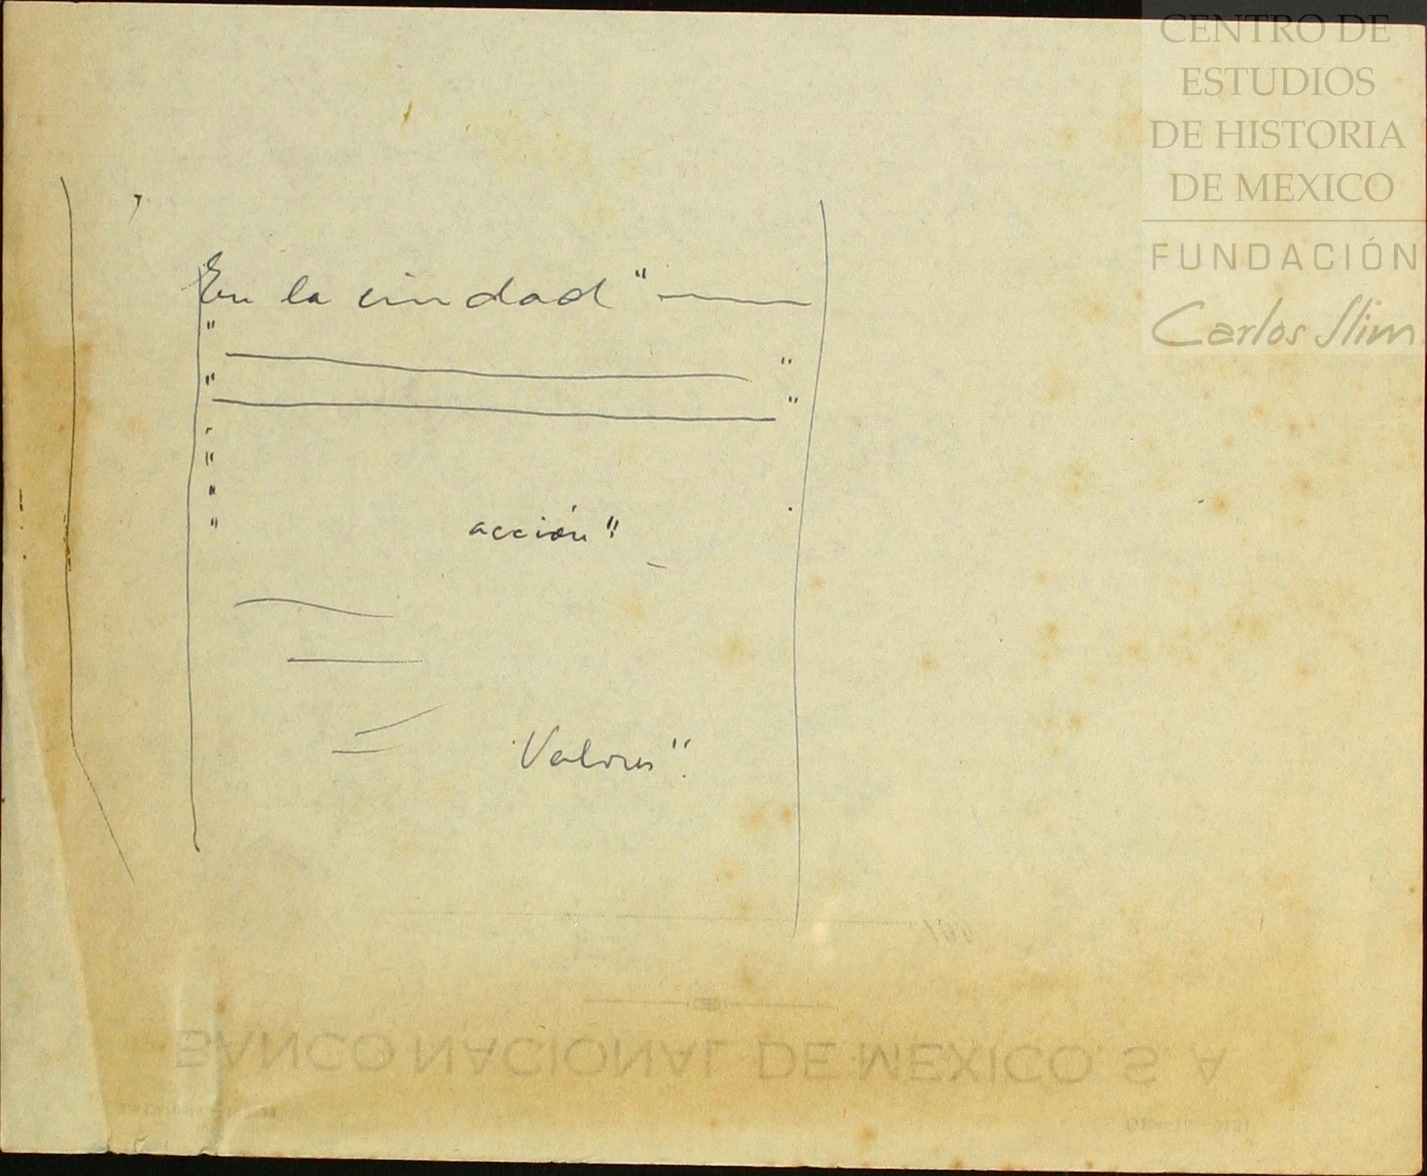 CENTRO DE
ESTUDIOS
DE HISTORIA
DE MEXICO
FUNDACIÓN
Carlos Slim
En la ciudad"
"
" "
" "
"
"
" acción".
Valores".
BANCO NACIONAL DE MEXICO, S. A